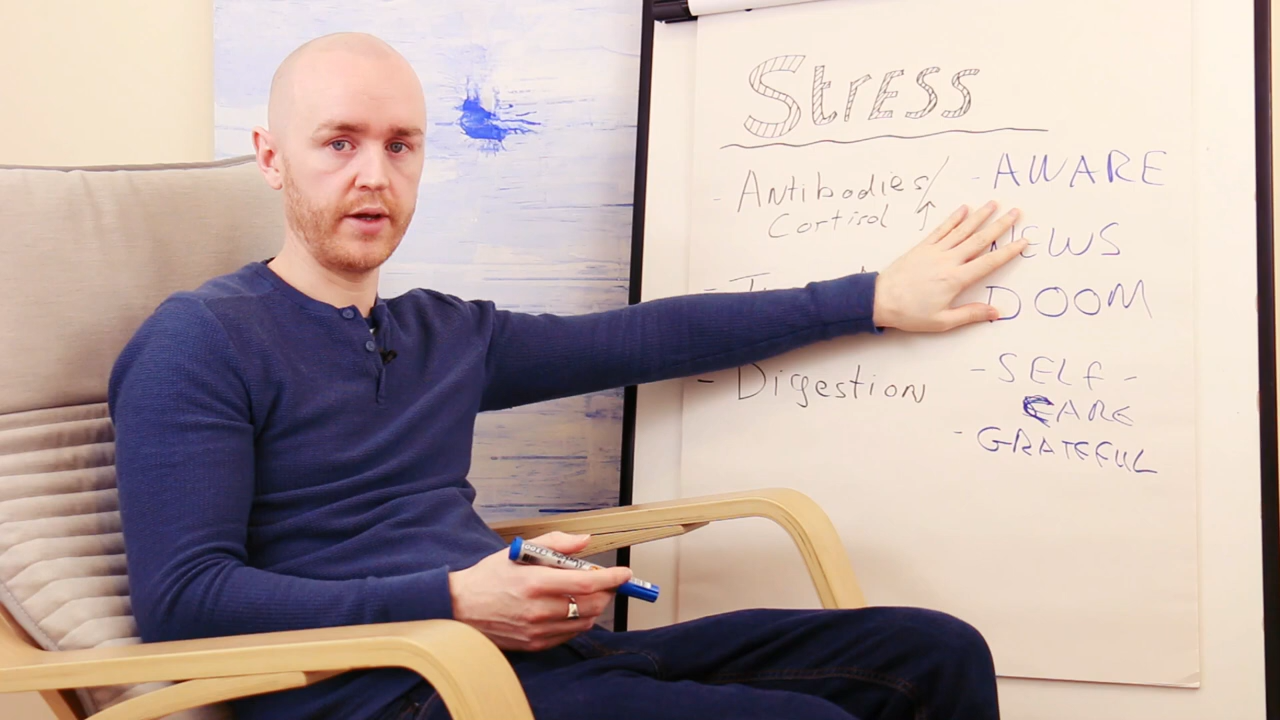 Stress
- Antibodies/
Cortisol ↑
- Digestion
- AWARE
NEWS
DOOM
- SELF -
CARE
- GRATEFUL